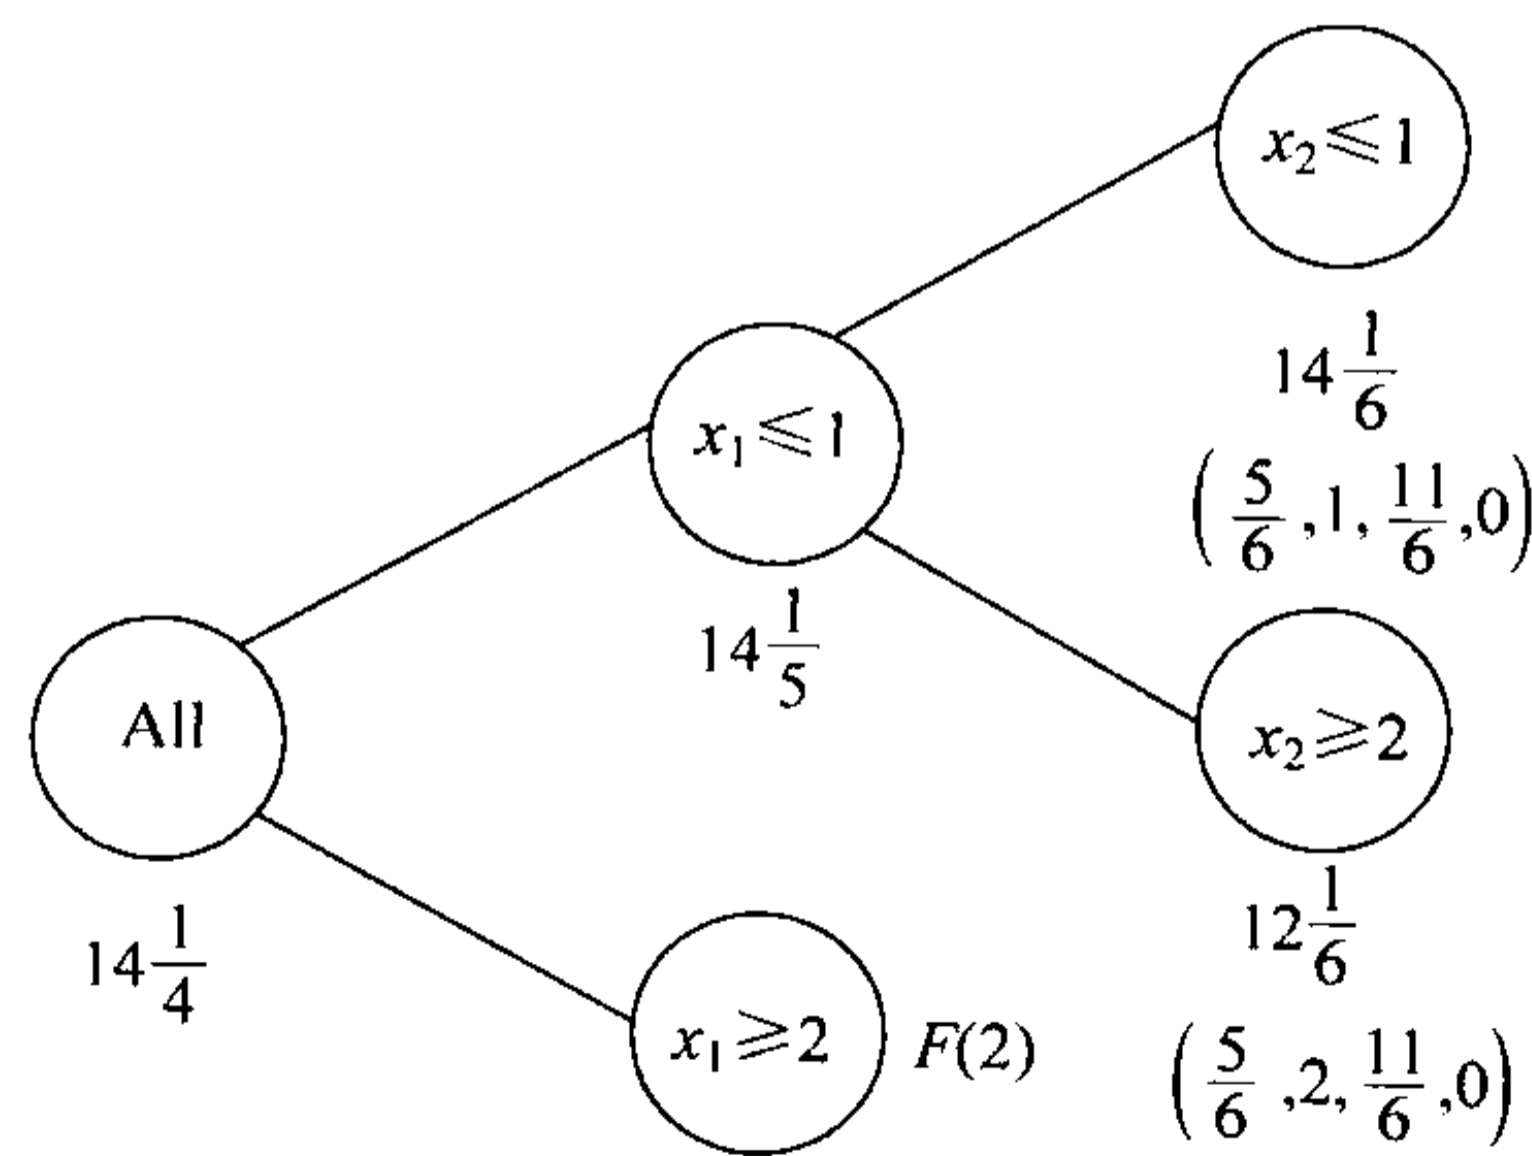 x₂ ≤ 1
14 1/6
(5/6, 1, 11/6, 0)
x₁ ≤ 1
14 1/5
x₂ ≥ 2
12 1/6
(5/6, 2, 11/6, 0)
All
14 1/4
x₁ ≥ 2
F(2)